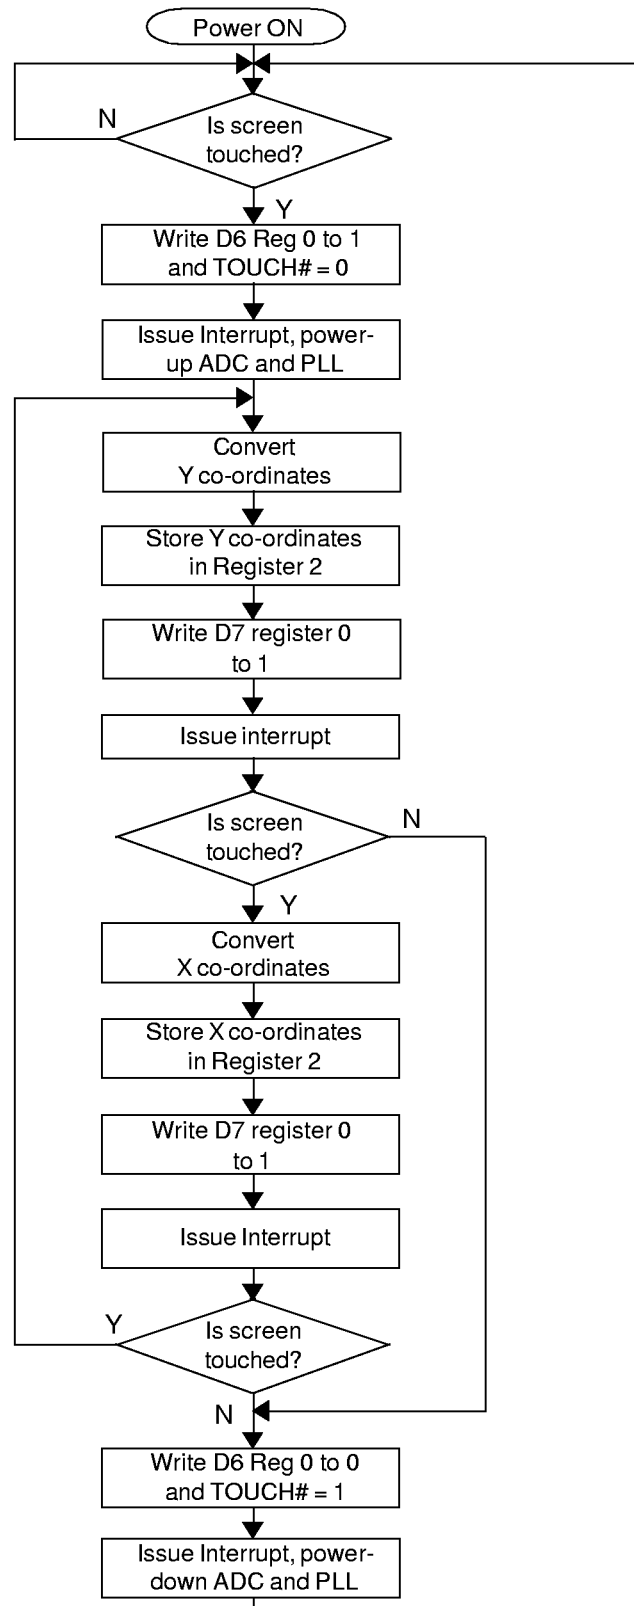 Power ON
N
Is screen
touched?
Y
Write D6 Reg 0 to 1
and TOUCH# = 0
Issue Interrupt, power-
up ADC and PLL
Convert
Y co-ordinates
Store Y co-ordinates
in Register 2
Write D7 register 0
to 1
Issue interrupt
Is screen
touched?
N
Y
Convert
X co-ordinates
Store X co-ordinates
in Register 2
Write D7 register 0
to 1
Issue Interrupt
Y
Is screen
touched?
N
Write D6 Reg 0 to 0
and TOUCH# = 1
Issue Interrupt, power-
down ADC and PLL